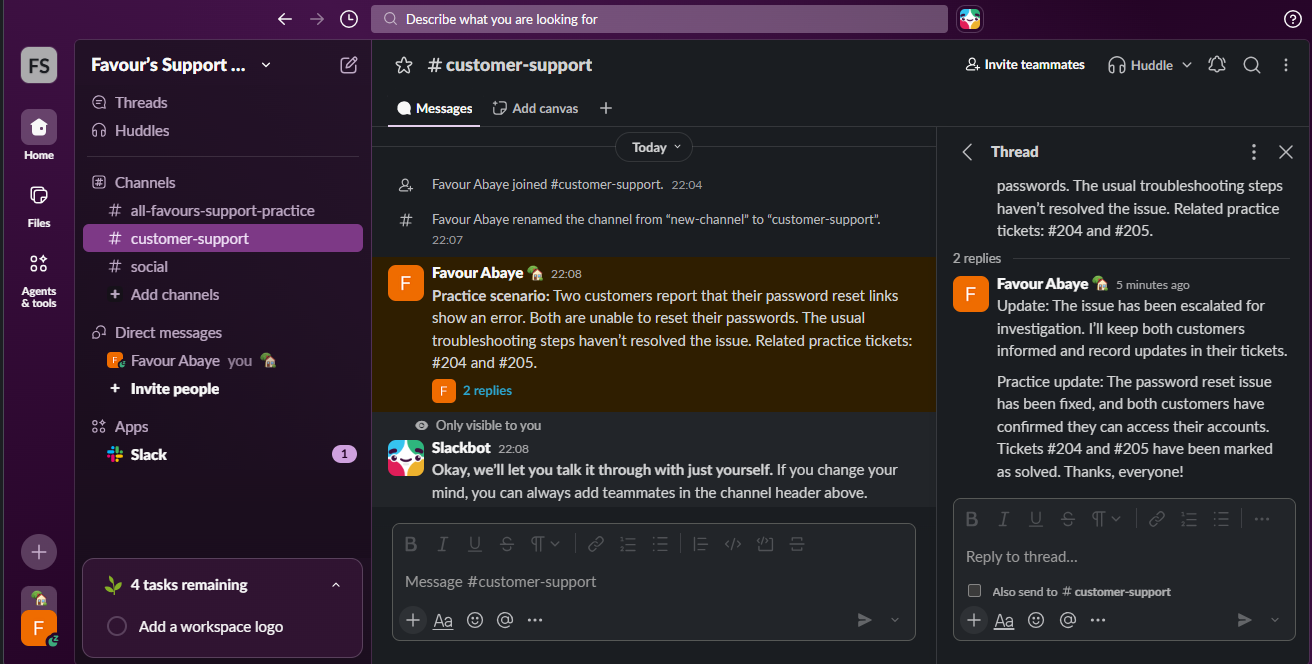 Describe what you are looking for
FS
Home
Files
Agents
& tools
F
Favour’s Support ...
Threads
Huddles
Channels
# all-favours-support-practice
# customer-support
# social
+ Add channels
Direct messages
F Favour Abaye you
+ Invite people
Apps
Slack 1
4 tasks remaining
Add a workspace logo
# customer-support
Invite teammates
Huddle
Messages
Add canvas
+
Today
Favour Abaye joined #customer-support. 22:04
# Favour Abaye renamed the channel from “new-channel” to “customer-support”.
22:07
F
Favour Abaye 22:08
Practice scenario: Two customers report that their password reset links
show an error. Both are unable to reset their passwords. The usual
troubleshooting steps haven’t resolved the issue. Related practice tickets:
#204 and #205.
F 2 replies
Only visible to you
Slackbot 22:08
Okay, we’ll let you talk it through with just yourself. If you change your
mind, you can always add teammates in the channel header above.
B I U S
Message #customer-support
+ Aa @ ...
Thread
passwords. The usual troubleshooting steps
haven’t resolved the issue. Related practice
tickets: #204 and #205.
2 replies
F
Favour Abaye 5 minutes ago
Update: The issue has been escalated for
investigation. I’ll keep both customers
informed and record updates in their tickets.
Practice update: The password reset issue
has been fixed, and both customers have
confirmed they can access their accounts.
Tickets #204 and #205 have been marked
as solved. Thanks, everyone!
B I U S ...
Reply to thread...
Also send to # customer-support
+ Aa @ ...